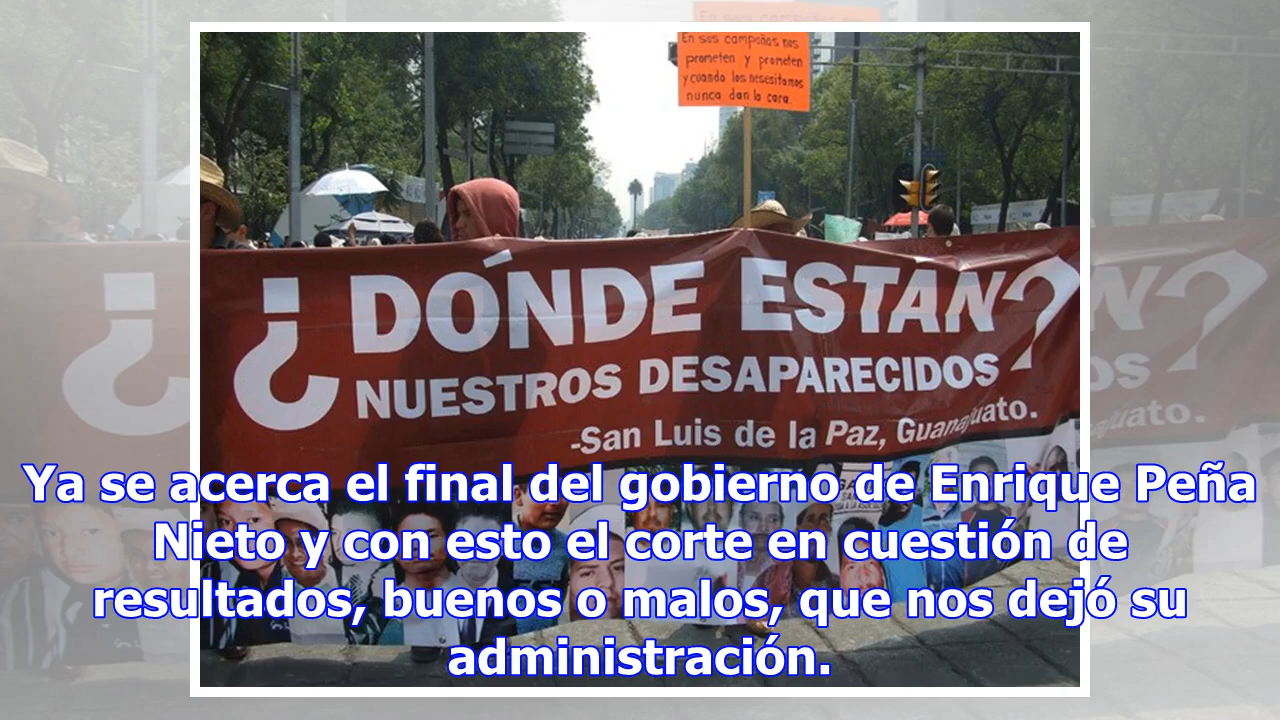 En sus campañas nos
prometen y prometen
y cuando los nesesitamos
nunca dan la cara.
¿DÓNDE ESTAN?
NUESTROS DESAPARECIDOS
-San Luis de la Paz, Guanajuato.
Ya se acerca el final del gobierno de Enrique Peña
Nieto y con esto el corte en cuestión de
resultados, buenos o malos, que nos dejó su
administración.